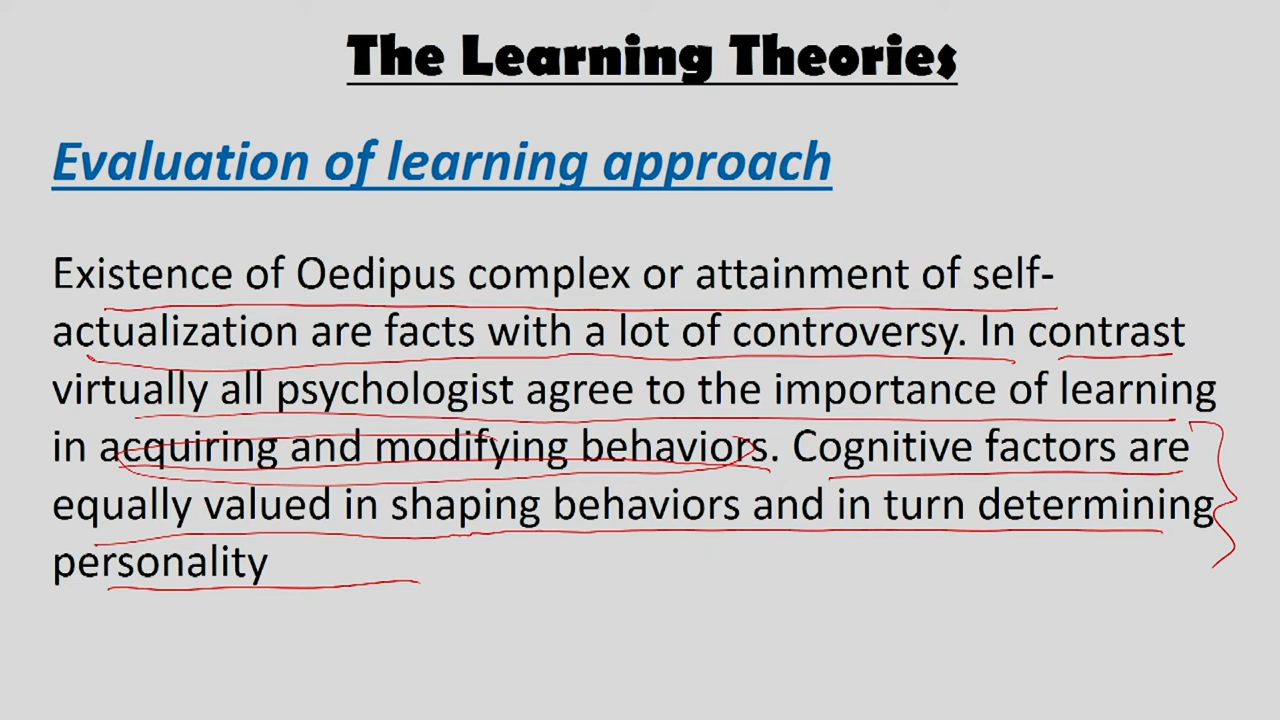 The Learning Theories
Evaluation of learning approach
Existence of Oedipus complex or attainment of self-
actualization are facts with a lot of controversy. In contrast
virtually all psychologist agree to the importance of learning
in acquiring and modifying behaviors. Cognitive factors are
equally valued in shaping behaviors and in turn determining
personality